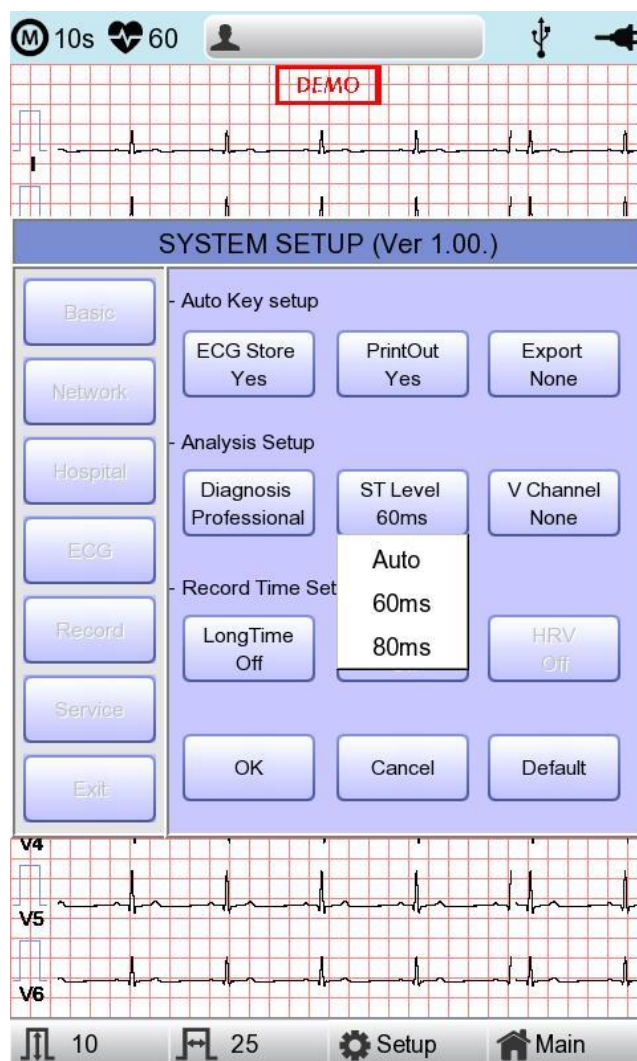 M 10s 60
DEMO
I
SYSTEM SETUP (Ver 1.00.)
Basic
Network
Hospital
ECG
Record
Service
Exit
- Auto Key setup
ECG Store
Yes
PrintOut
Yes
Export
None
- Analysis Setup
Diagnosis
Professional
ST Level
60ms
V Channel
None
Auto
60ms
80ms
- Record Time Set
LongTime
Off
HRV
Off
OK
Cancel
Default
V4
V5
V6
10
25
Setup
Main